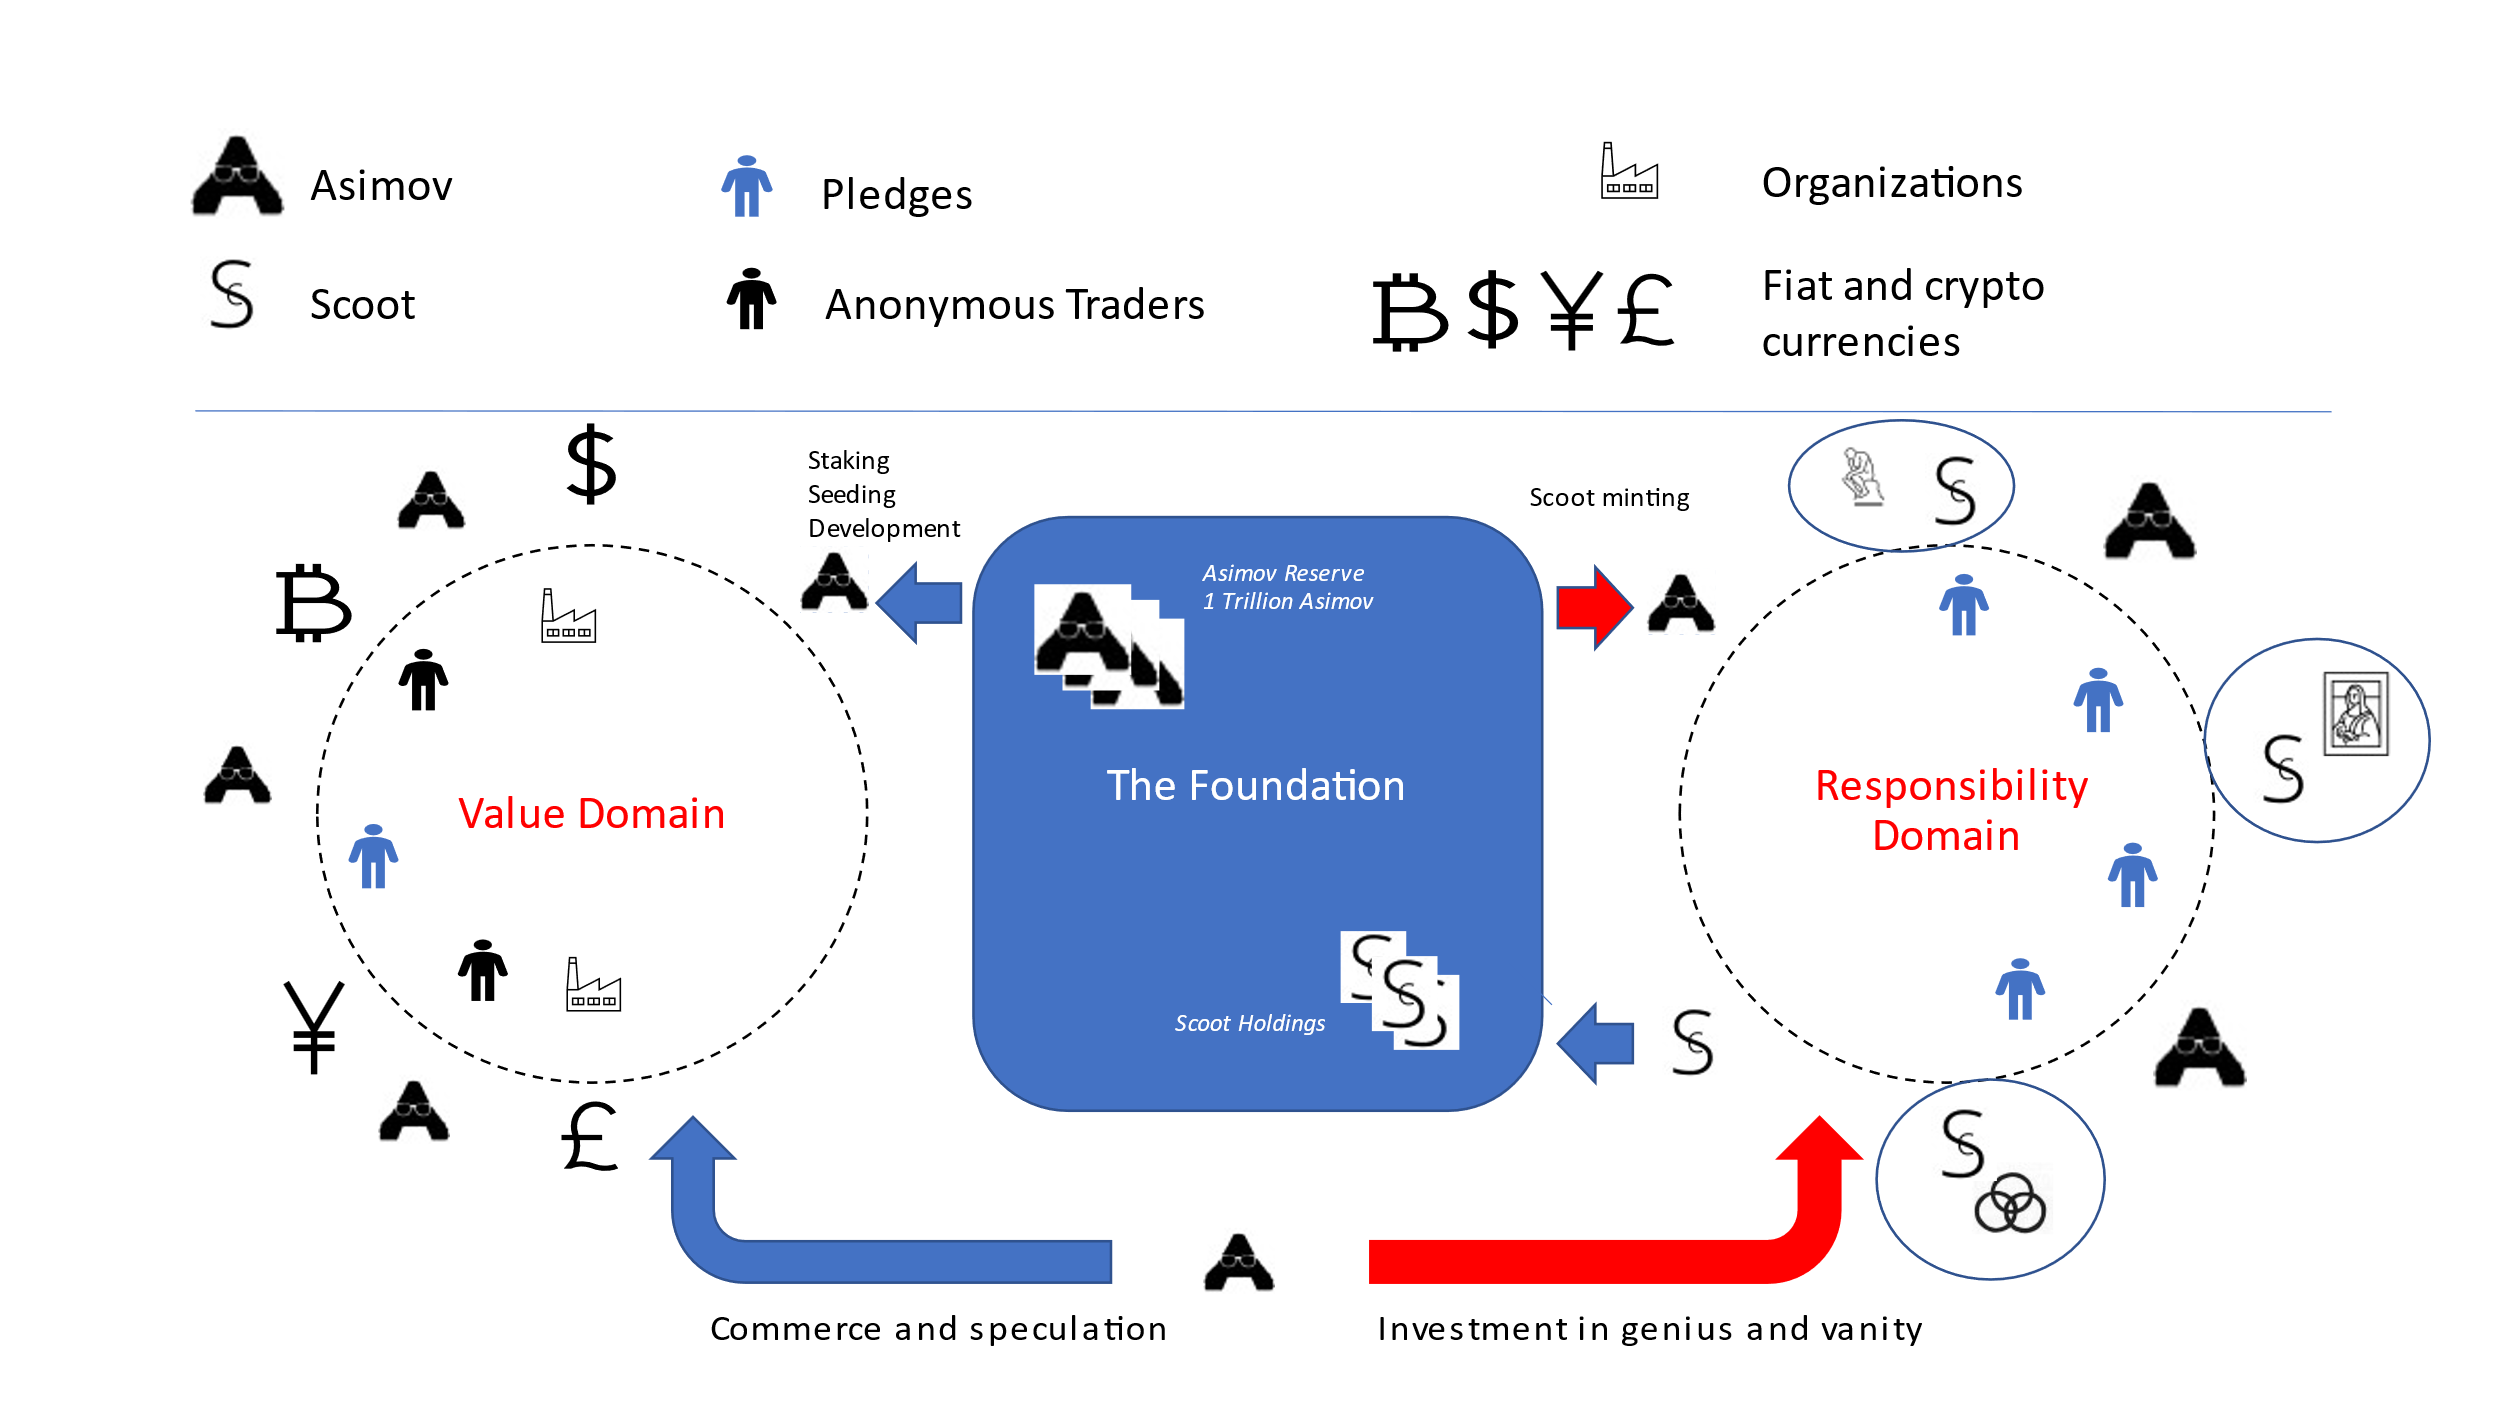 Asimov
Pledges
Organizations
Scoot
Anonymous Traders
₿ $ ¥ £
Fiat and crypto
currencies
$
Staking
Seeding
Development
Scoot minting
Asimov Reserve
1 Trillion Asimov
₿
Value Domain
The Foundation
Responsibility
Domain
Scoot Holdings
¥
£
Commerce and speculation
Investment in genius and vanity